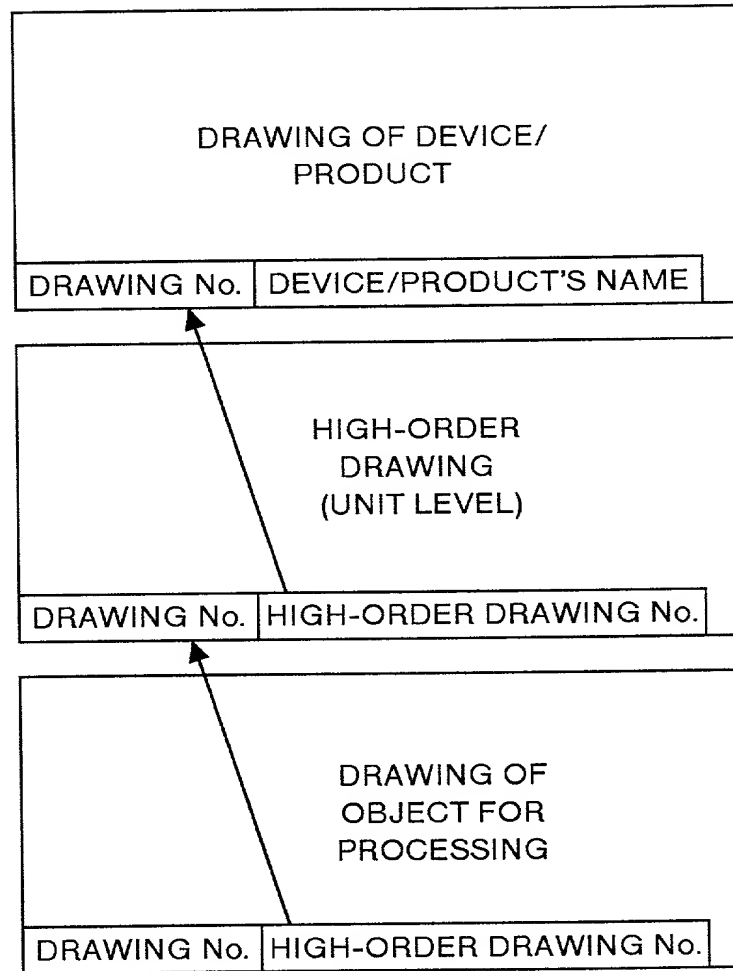 DRAWING OF DEVICE/
PRODUCT
DRAWING No. DEVICE/PRODUCT'S NAME
HIGH-ORDER
DRAWING
(UNIT LEVEL)
DRAWING No. HIGH-ORDER DRAWING No.
DRAWING OF
OBJECT FOR
PROCESSING
DRAWING No. HIGH-ORDER DRAWING No.